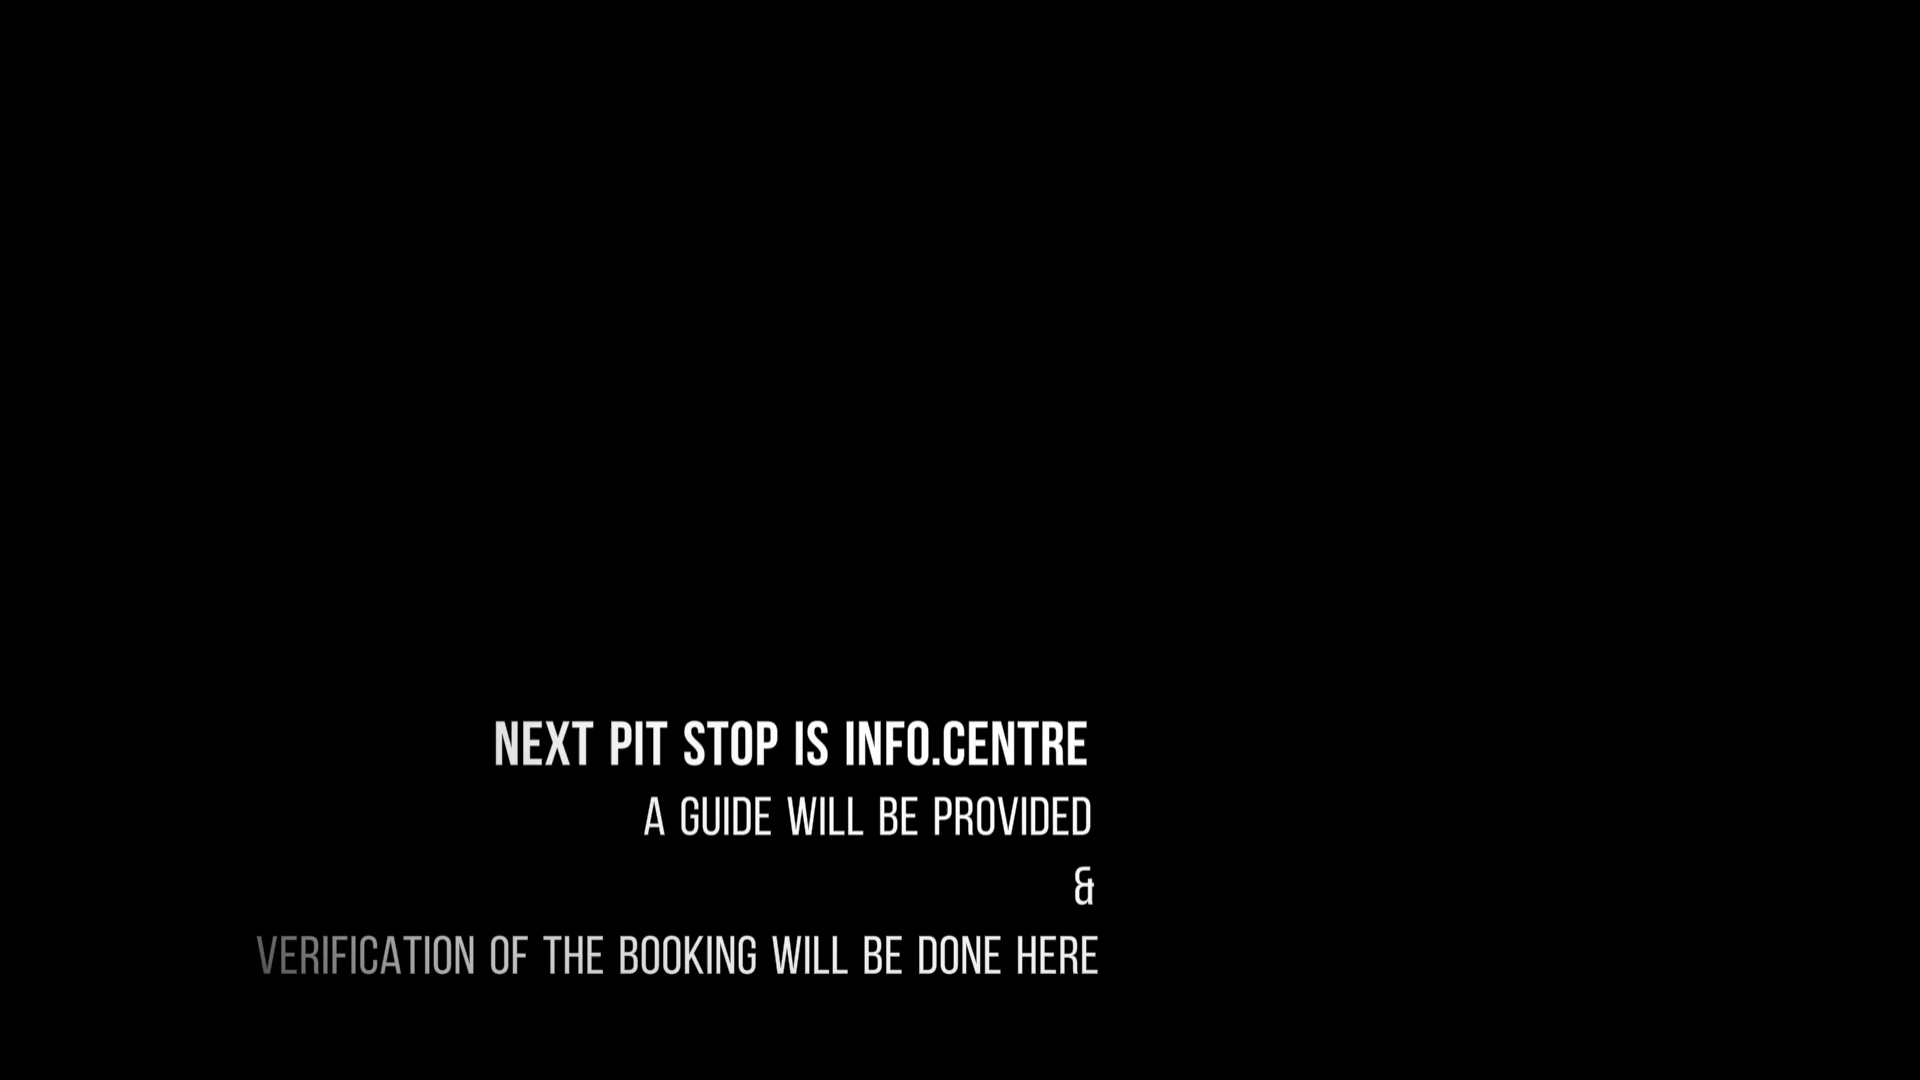 NEXT PIT STOP IS INFO.CENTRE
A GUIDE WILL BE PROVIDED
&
VERIFICATION OF THE BOOKING WILL BE DONE HERE